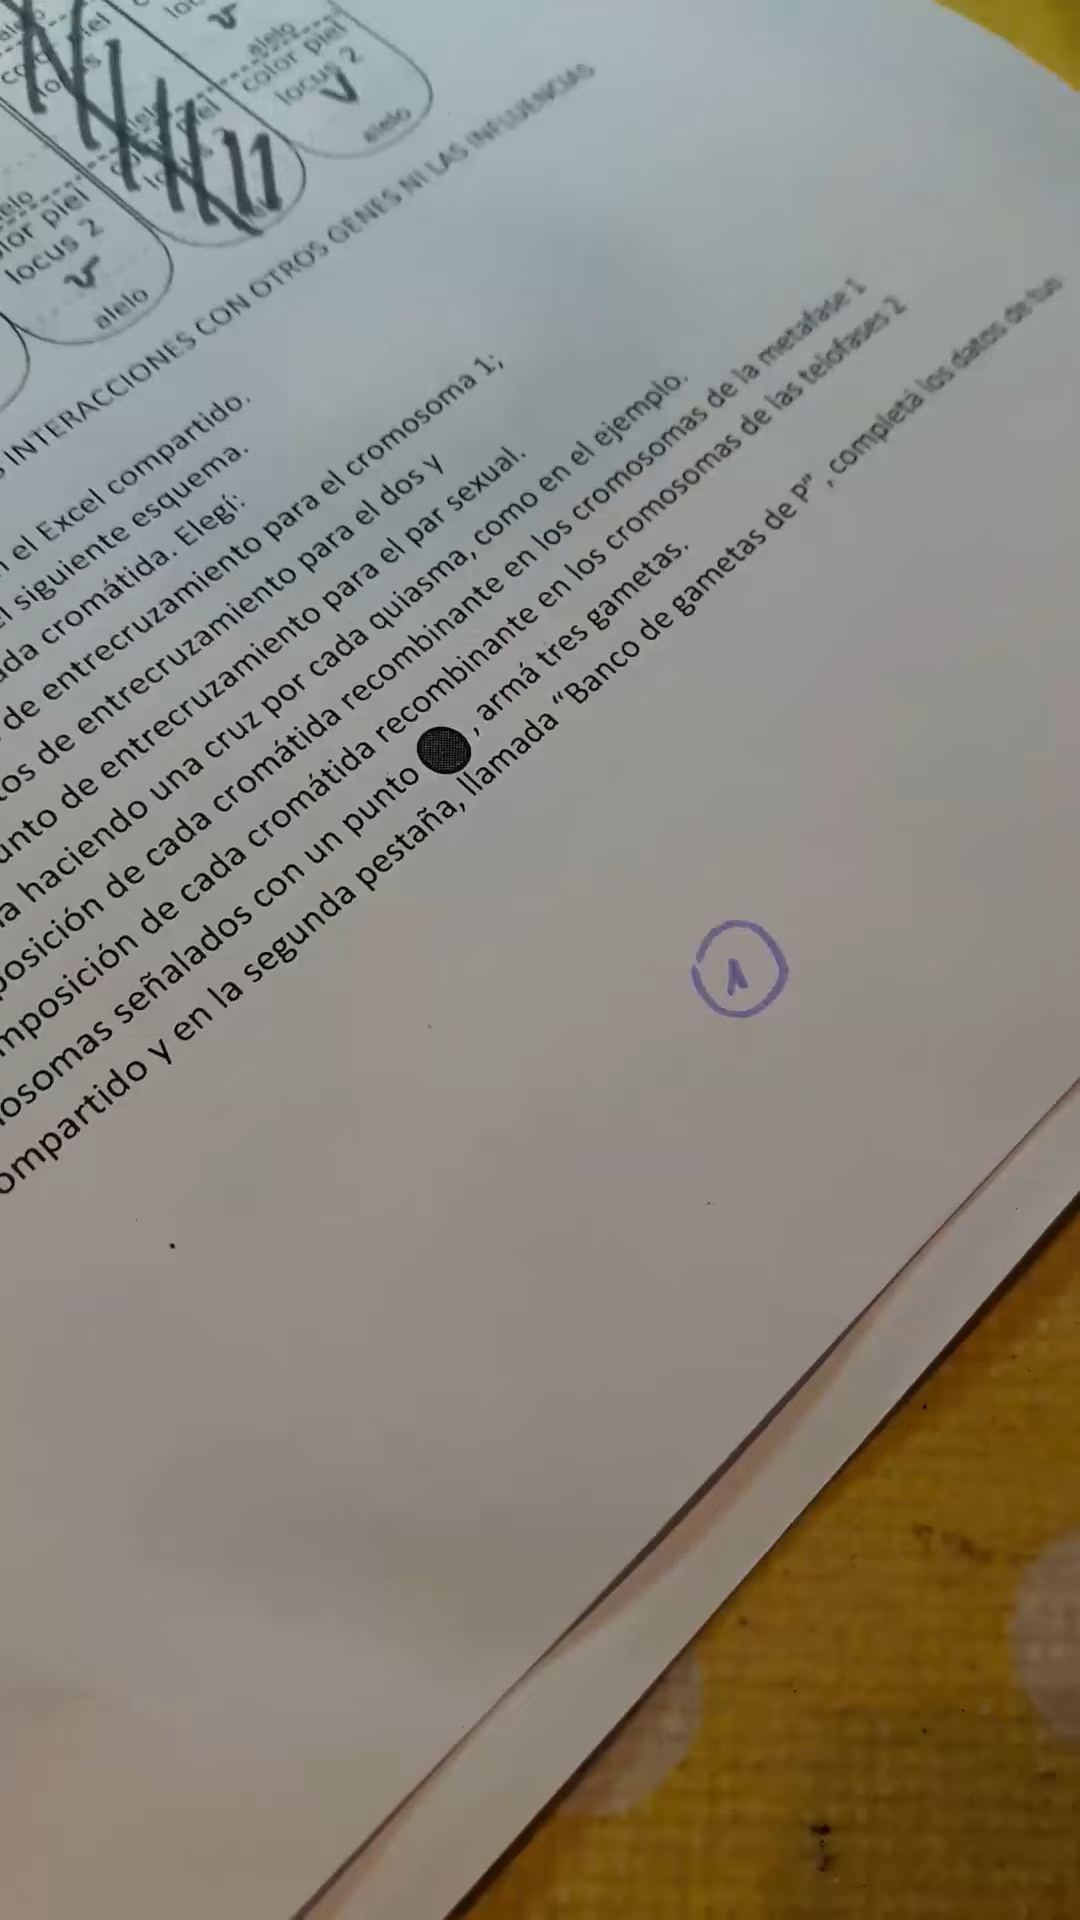 color piel
locus 2
v
alelo
alelo
color piel
locus 2
v
alelo
INTERACCIONES CON OTROS GENES NI LAS INFLUENCIAS
el Excel compartido.
siguiente esquema.
cromátida. Elegí:
de entrecruzamiento para el cromosoma 1;
de entrecruzamiento para el dos y
de entrecruzamiento para el par sexual.
haciendo una cruz por cada quiasma, como en el ejemplo.
posición de cada cromátida recombinante en los cromosomas de la metafase 1
mposición de cada cromátida recombinante en los cromosomas de las telofases 2
osomas señalados con un punto , armá tres gametas.
ompartido y en la segunda pestaña, llamada “Banco de gametas de P” , completá los datos de tus
1